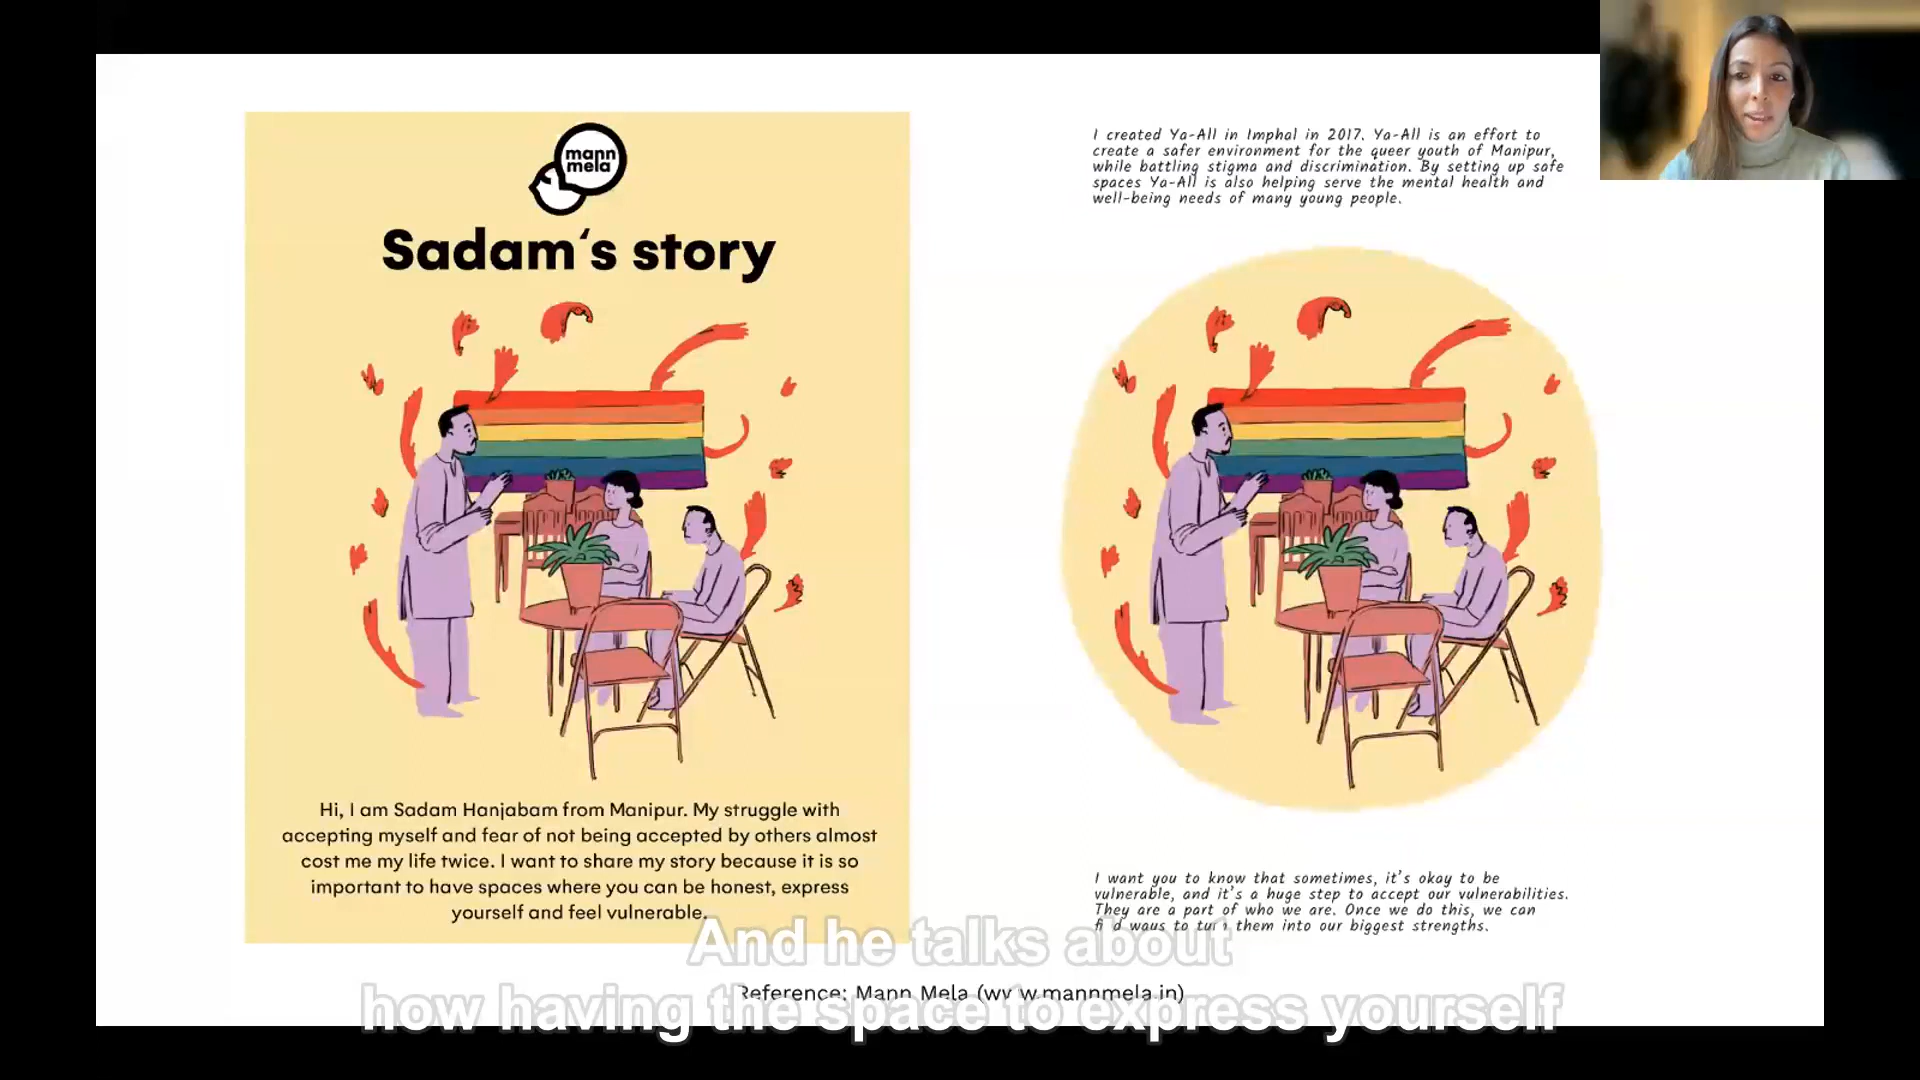 mann
mela
Sadam‘s story
Hi, I am Sadam Hanjabam from Manipur. My struggle with
accepting myself and fear of not being accepted by others almost
cost me my life twice. I want to share my story because it is so
important to have spaces where you can be honest, express
yourself and feel vulnerable.
I created Ya-All in Imphal in 2017. Ya-All is an effort to
create a safer environment for the queer youth of Manipur,
while battling stigma and discrimination. By setting up safe
spaces Ya-All is also helping serve the mental health and
well-being needs of many young people.
I want you to know that sometimes, it's okay to be
vulnerable, and it's a huge step to accept our vulnerabilities.
They are a part of who we are. Once we do this, we can
find ways to turn them into our biggest strengths.
Reference: Mann Mela (www.mannmela.in)
And he talks about
how having the space to express yourself